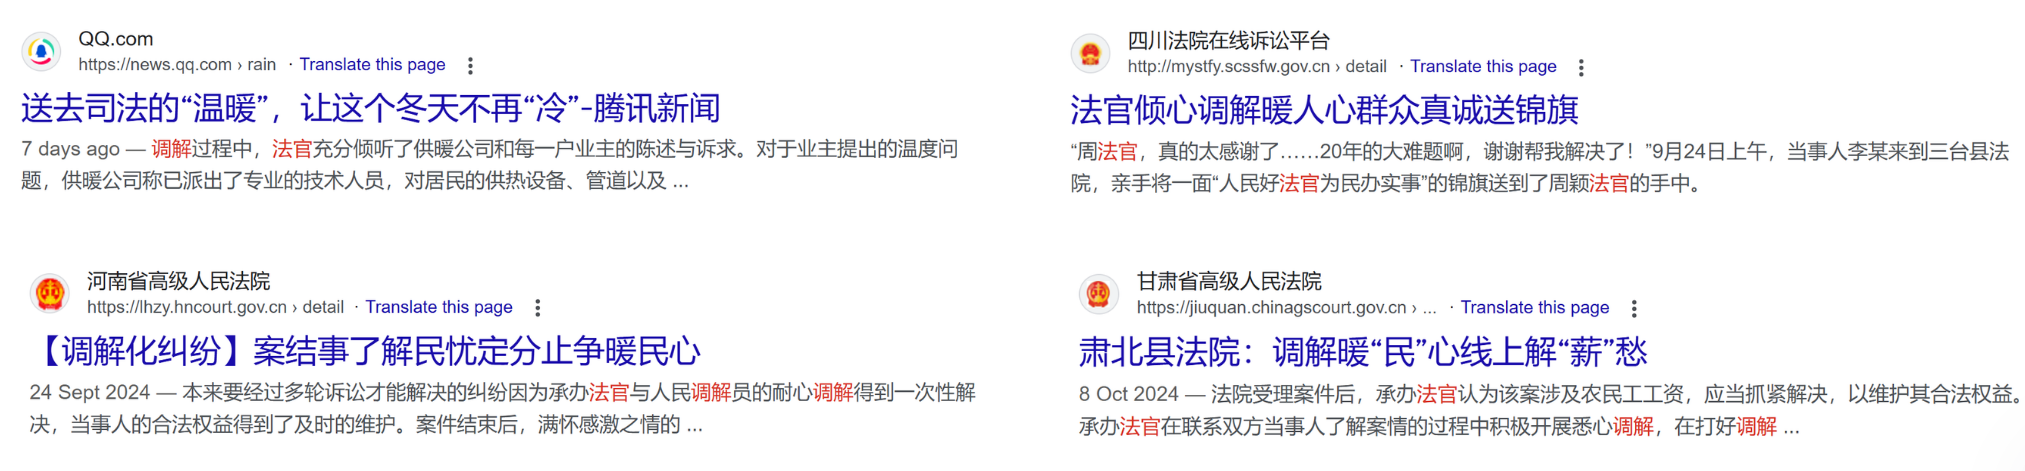 QQ.com
https://news.qq.com › rain · Translate this page
送去司法的“温暖”，让这个冬天不再“冷”-腾讯新闻
7 days ago — 调解过程中，法官充分倾听了供暖公司和每一户业主的陈述与诉求。对于业主提出的温度问
题，供暖公司称已派出了专业的技术人员，对居民的供热设备、管道以及 ...
四川法院在线诉讼平台
http://mystfy.scssfw.gov.cn › detail · Translate this page
法官倾心调解暖人心群众真诚送锦旗
“周法官，真的太感谢了……20年的大难题啊，谢谢帮我解决了！”9月24日上午，当事人李某来到三台县法
院，亲手将一面“人民好法官为民办实事”的锦旗送到了周颖法官的手中。
河南省高级人民法院
https://lhzy.hncourt.gov.cn › detail · Translate this page
【调解化纠纷】案结事了解民忧定分止争暖民心
24 Sept 2024 — 本来要经过多轮诉讼才能解决的纠纷因为承办法官与人民调解员的耐心调解得到一次性解
决，当事人的合法权益得到了及时的维护。案件结束后，满怀感激之情的 ...
甘肃省高级人民法院
https://jiuquan.chinagscourt.gov.cn › ... · Translate this page
肃北县法院：调解暖“民”心线上解“薪”愁
8 Oct 2024 — 法院受理案件后，承办法官认为该案涉及农民工工资，应当抓紧解决，以维护其合法权益。
承办法官在联系双方当事人了解案情的过程中积极开展悉心调解，在打好调解 ...